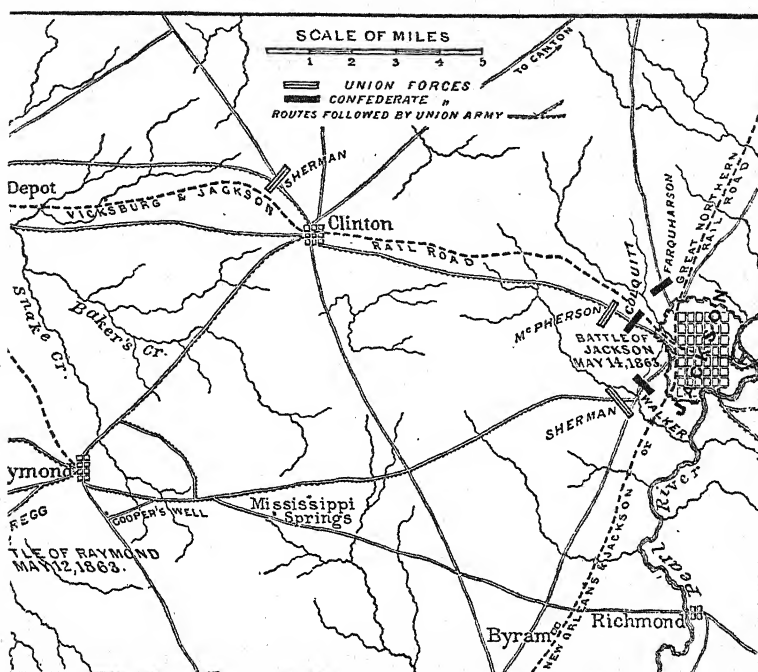 SCALE OF MILES
1 2 3 4 5
UNION FORCES
CONFEDERATE "
ROUTES FOLLOWED BY UNION ARMY
TO CANTON
SHERMAN
Depot
VICKSBURG & JACKSON
RAIL ROAD
Clinton
GREAT NORTHERN
RAIL ROAD
FARQUHARSON
COLQUITT
McPHERSON
BATTLE OF
JACKSON
MAY 14, 1863.
JACKSON
WALKER
SHERMAN
Snake Cr.
Baker's Cr.
ymond
REGG
COOPER'S WELL
TLE OF RAYMOND
MAY 12, 1863.
Mississippi
Springs
NEW ORLEANS & JACKSON
Pearl River
Byram
Richmond